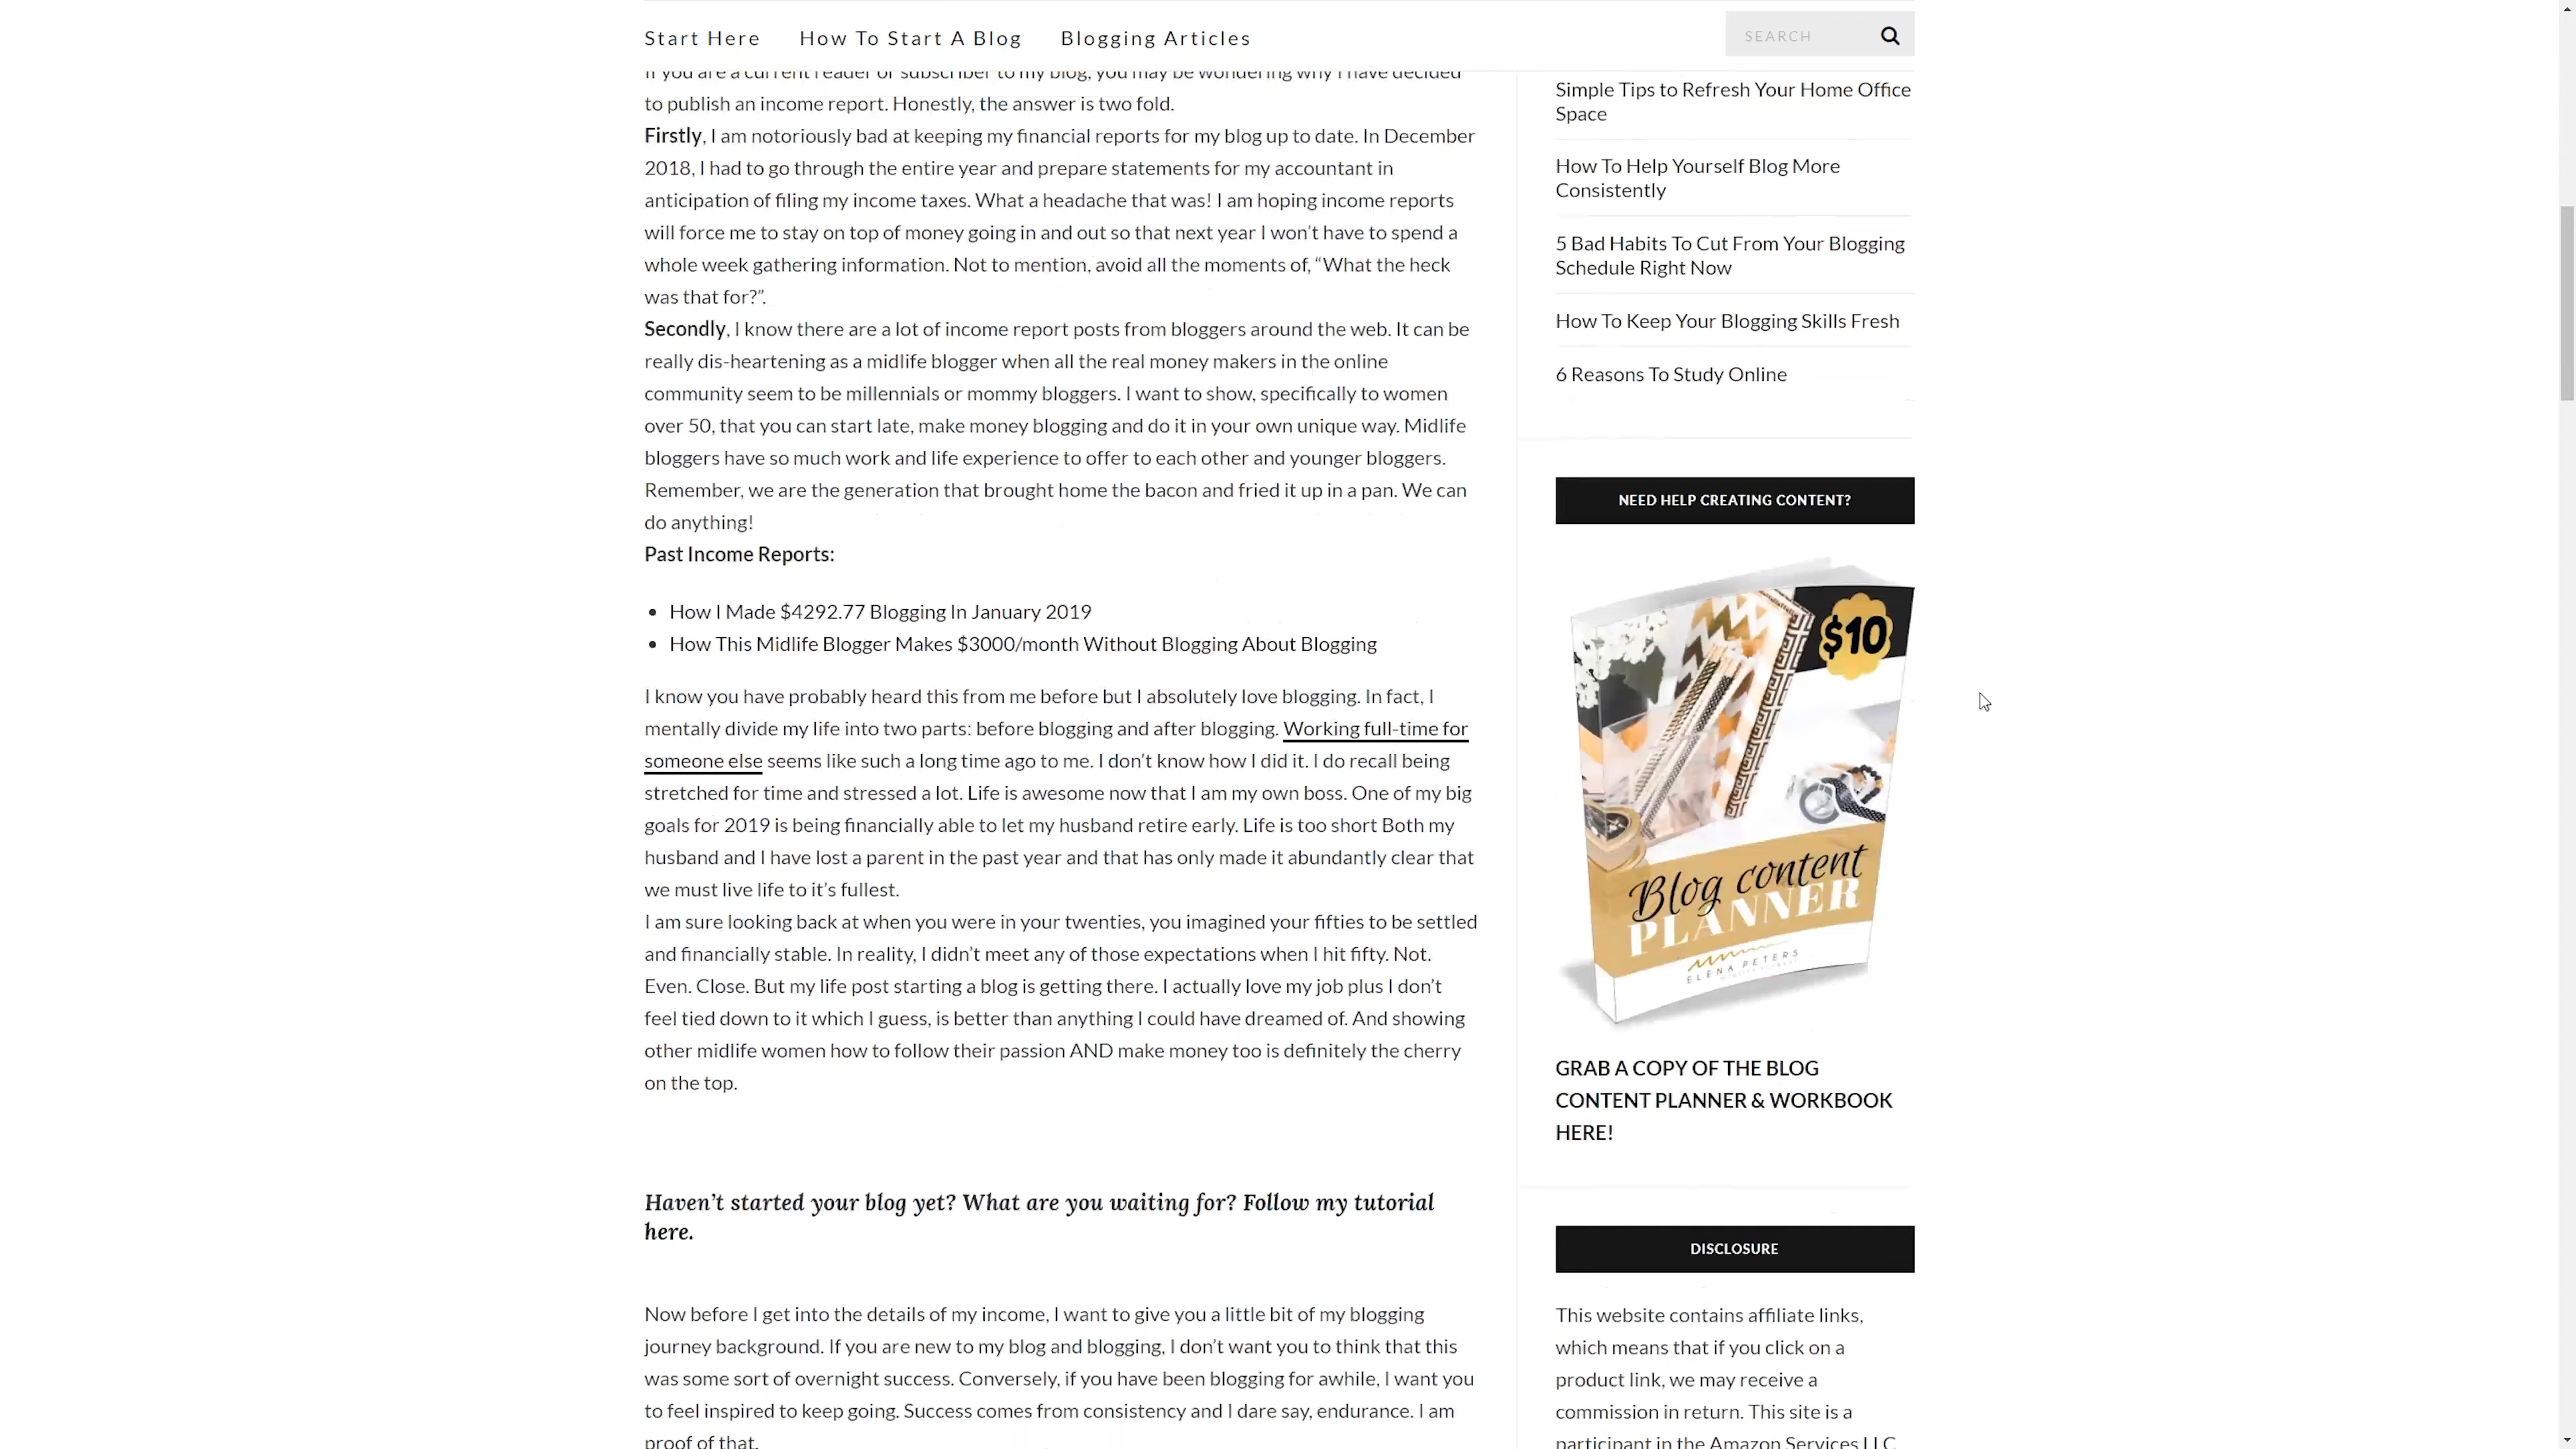 Start Here
How To Start A Blog
Blogging Articles
SEARCH
If you are a current reader or subscriber to my blog, you may be wondering why I have decided
to publish an income report. Honestly, the answer is two fold.
Firstly, I am notoriously bad at keeping my financial reports for my blog up to date. In December
2018, I had to go through the entire year and prepare statements for my accountant in
anticipation of filing my income taxes. What a headache that was! I am hoping income reports
will force me to stay on top of money going in and out so that next year I won’t have to spend a
whole week gathering information. Not to mention, avoid all the moments of, “What the heck
was that for?”.
Secondly, I know there are a lot of income report posts from bloggers around the web. It can be
really dis-heartening as a midlife blogger when all the real money makers in the online
community seem to be millennials or mommy bloggers. I want to show, specifically to women
over 50, that you can start late, make money blogging and do it in your own unique way. Midlife
bloggers have so much work and life experience to offer to each other and younger bloggers.
Remember, we are the generation that brought home the bacon and fried it up in a pan. We can
do anything!
Past Income Reports:
• How I Made $4292.77 Blogging In January 2019
• How This Midlife Blogger Makes $3000/month Without Blogging About Blogging
I know you have probably heard this from me before but I absolutely love blogging. In fact, I
mentally divide my life into two parts: before blogging and after blogging. Working full-time for
someone else seems like such a long time ago to me. I don’t know how I did it. I do recall being
stretched for time and stressed a lot. Life is awesome now that I am my own boss. One of my big
goals for 2019 is being financially able to let my husband retire early. Life is too short Both my
husband and I have lost a parent in the past year and that has only made it abundantly clear that
we must live life to it’s fullest.
I am sure looking back at when you were in your twenties, you imagined your fifties to be settled
and financially stable. In reality, I didn’t meet any of those expectations when I hit fifty. Not.
Even. Close. But my life post starting a blog is getting there. I actually love my job plus I don’t
feel tied down to it which I guess, is better than anything I could have dreamed of. And showing
other midlife women how to follow their passion AND make money too is definitely the cherry
on the top.
Haven’t started your blog yet? What are you waiting for? Follow my tutorial
here.
Now before I get into the details of my income, I want to give you a little bit of my blogging
journey background. If you are new to my blog and blogging, I don’t want you to think that this
was some sort of overnight success. Conversely, if you have been blogging for awhile, I want you
to feel inspired to keep going. Success comes from consistency and I dare say, endurance. I am
proof of that.
Simple Tips to Refresh Your Home Office
Space
How To Help Yourself Blog More
Consistently
5 Bad Habits To Cut From Your Blogging
Schedule Right Now
How To Keep Your Blogging Skills Fresh
6 Reasons To Study Online
NEED HELP CREATING CONTENT?
$10
Blog content
PLANNER
ELENA PETERS
GRAB A COPY OF THE BLOG
CONTENT PLANNER & WORKBOOK
HERE!
DISCLOSURE
This website contains affiliate links,
which means that if you click on a
product link, we may receive a
commission in return. This site is a
participant in the Amazon Services LLC